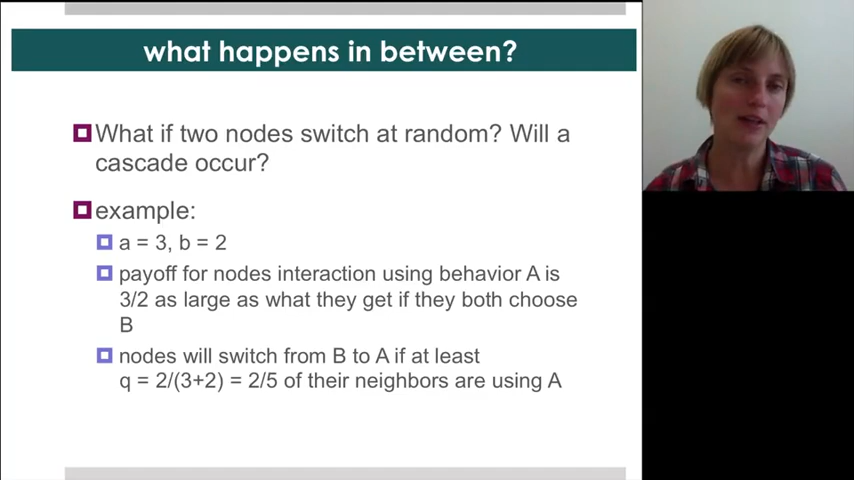 what happens in between?
What if two nodes switch at random? Will a
cascade occur?
example:
a = 3, b = 2
payoff for nodes interaction using behavior A is
3/2 as large as what they get if they both choose
B
nodes will switch from B to A if at least
q = 2/(3+2) = 2/5 of their neighbors are using A